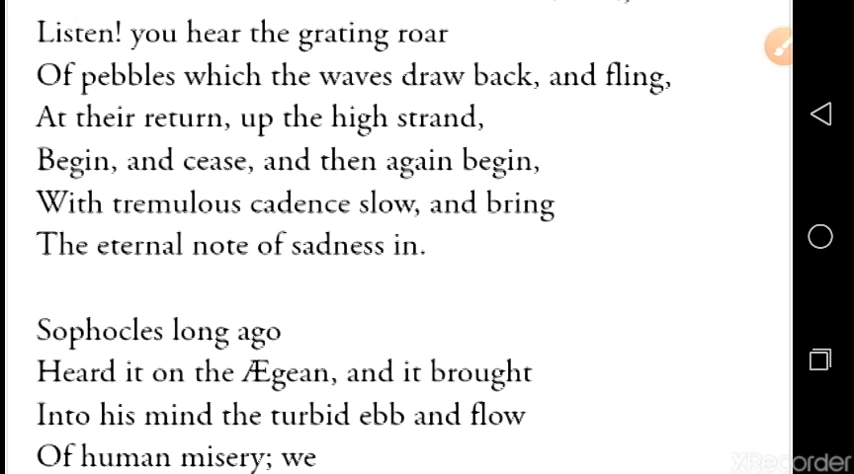 Listen! you hear the grating roar
Of pebbles which the waves draw back, and fling,
At their return, up the high strand,
Begin, and cease, and then again begin,
With tremulous cadence slow, and bring
The eternal note of sadness in.
Sophocles long ago
Heard it on the Ægean, and it brought
Into his mind the turbid ebb and flow
Of human misery; we
XRecorder